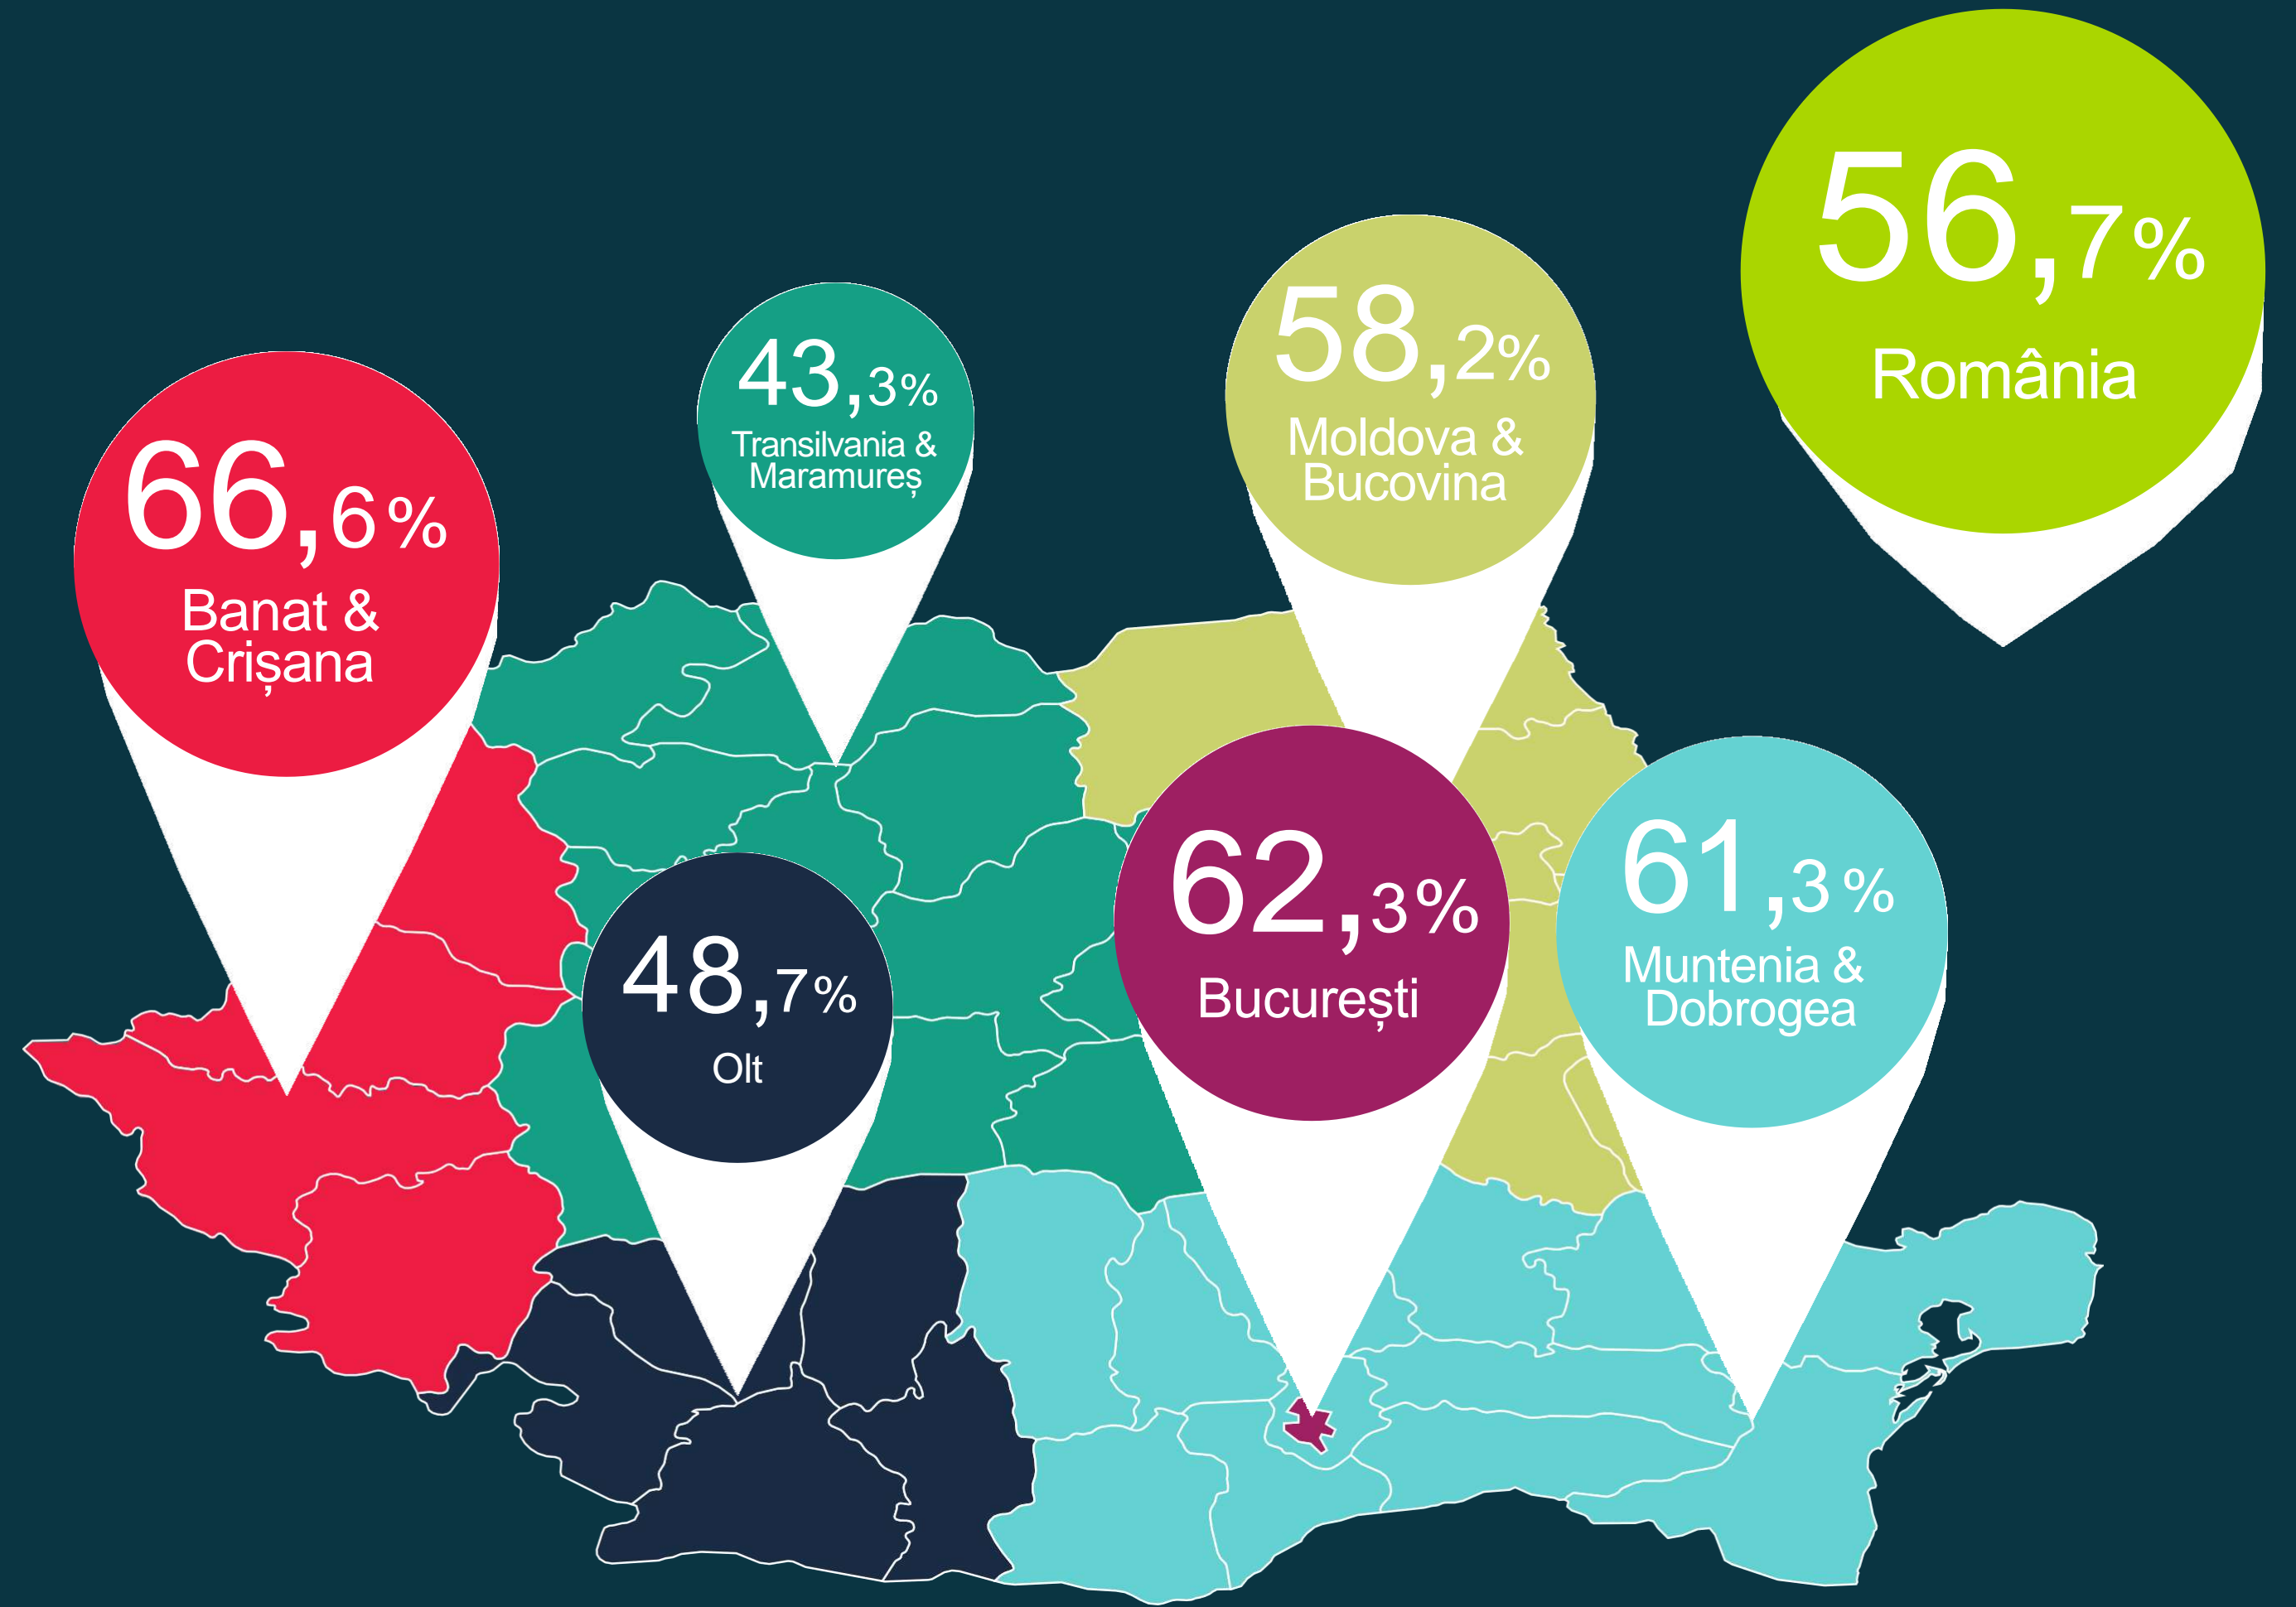 56,7%
România
58,2%
Moldova &
Bucovina
43,3%
Transilvania &
Maramureș
66,6%
Banat &
Crișana
62,3%
București
61,3 %
Muntenia &
Dobrogea
48,7%
Olt